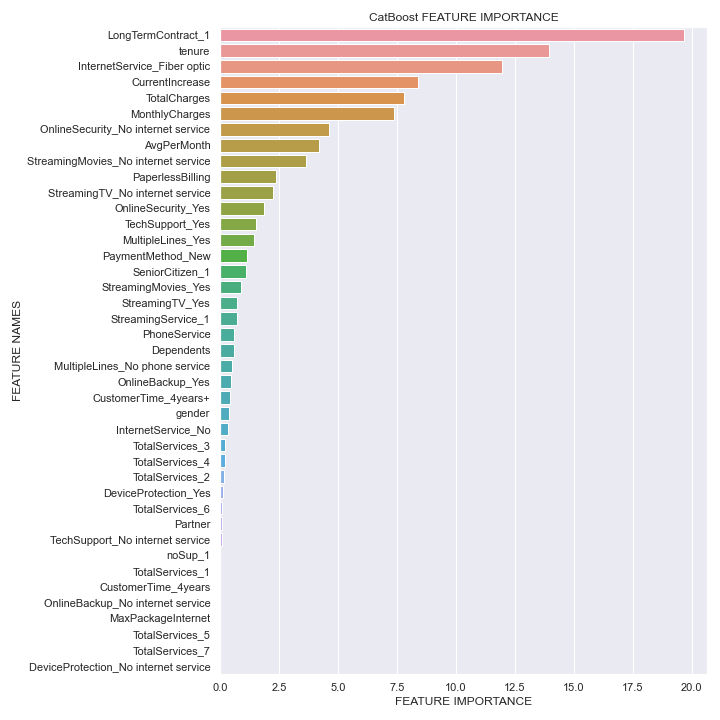 CatBoost FEATURE IMPORTANCE
FEATURE NAMES
LongTermContract_1
tenure
InternetService_Fiber optic
CurrentIncrease
TotalCharges
MonthlyCharges
OnlineSecurity_No internet service
AvgPerMonth
StreamingMovies_No internet service
PaperlessBilling
StreamingTV_No internet service
OnlineSecurity_Yes
TechSupport_Yes
MultipleLines_Yes
PaymentMethod_New
SeniorCitizen_1
StreamingMovies_Yes
StreamingTV_Yes
StreamingService_1
PhoneService
Dependents
MultipleLines_No phone service
OnlineBackup_Yes
CustomerTime_4years+
gender
InternetService_No
TotalServices_3
TotalServices_4
TotalServices_2
DeviceProtection_Yes
TotalServices_6
Partner
TechSupport_No internet service
noSup_1
TotalServices_1
CustomerTime_4years
OnlineBackup_No internet service
MaxPackageInternet
TotalServices_5
TotalServices_7
DeviceProtection_No internet service
0.0 2.5 5.0 7.5 10.0 12.5 15.0 17.5 20.0
FEATURE IMPORTANCE